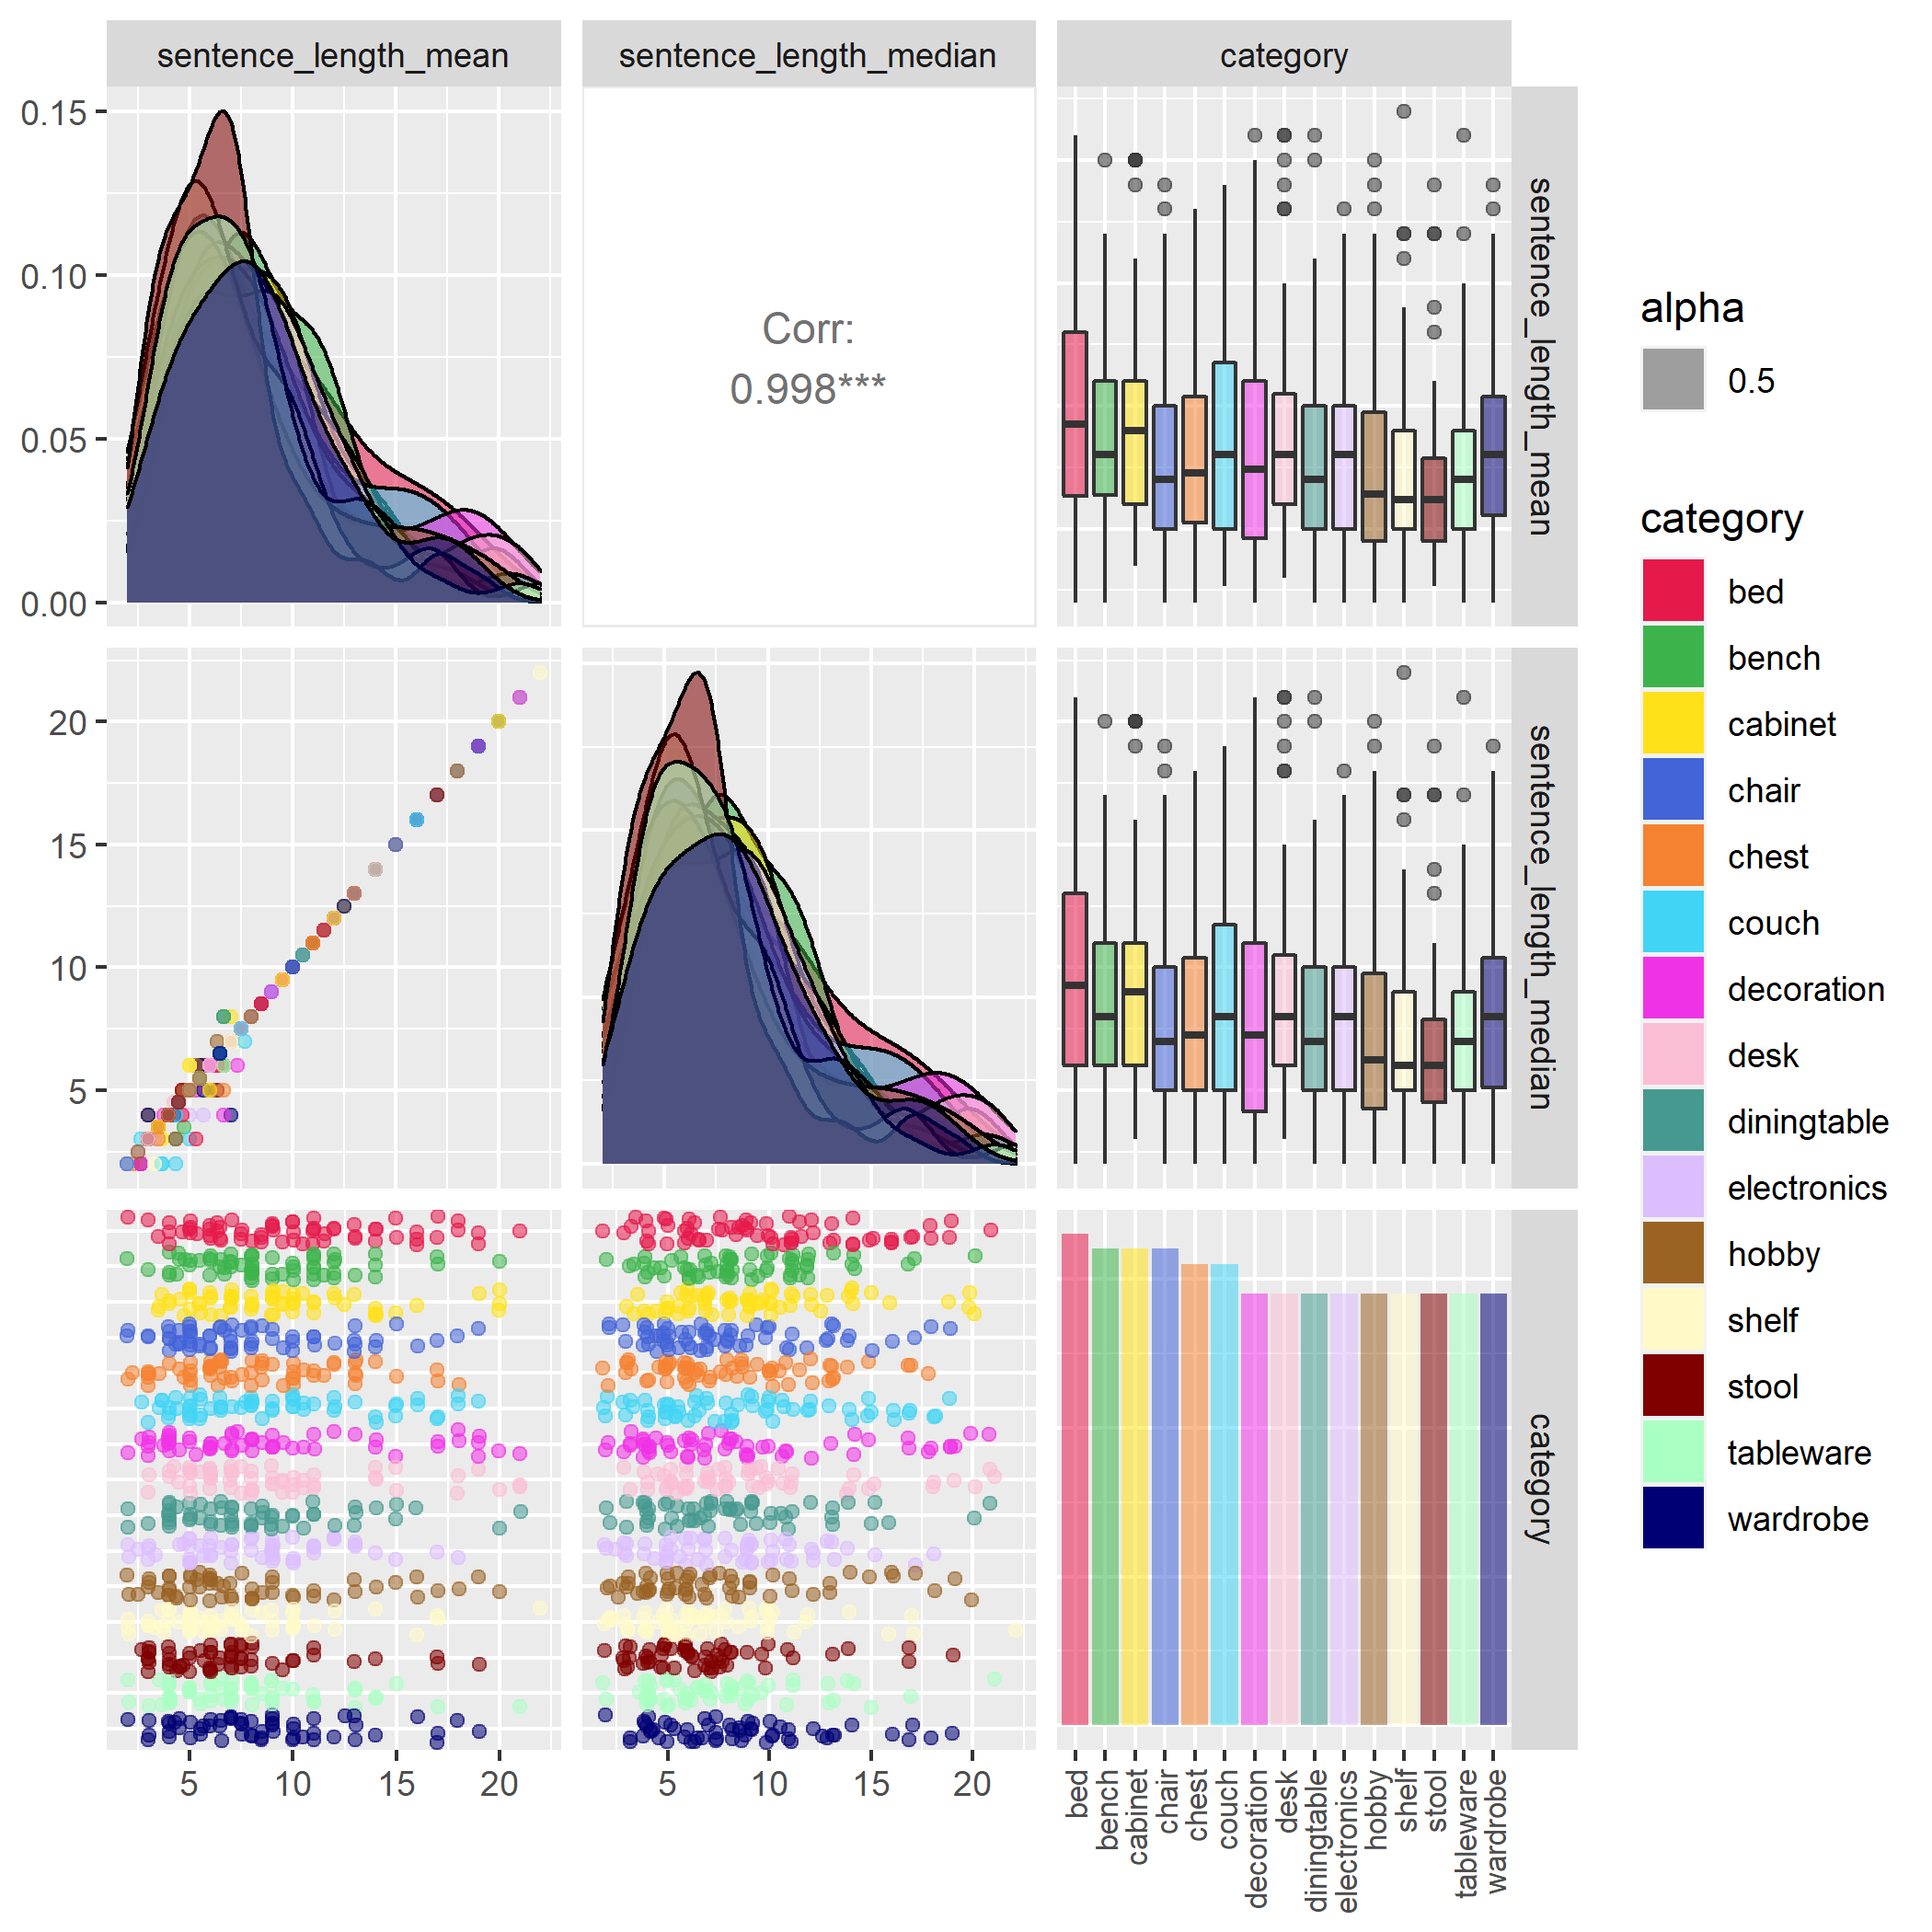 sentence_length_mean
sentence_length_median
category
0.15
0.10
0.05
0.00
Corr:
0.998***
sentence_length_mean
20
15
10
5
sentence_length_median
category
5
10
15
20
5
10
15
20
bed
bench
cabinet
chair
chest
couch
decoration
desk
diningtable
electronics
hobby
shelf
stool
tableware
wardrobe
alpha
0.5
category
bed
bench
cabinet
chair
chest
couch
decoration
desk
diningtable
electronics
hobby
shelf
stool
tableware
wardrobe